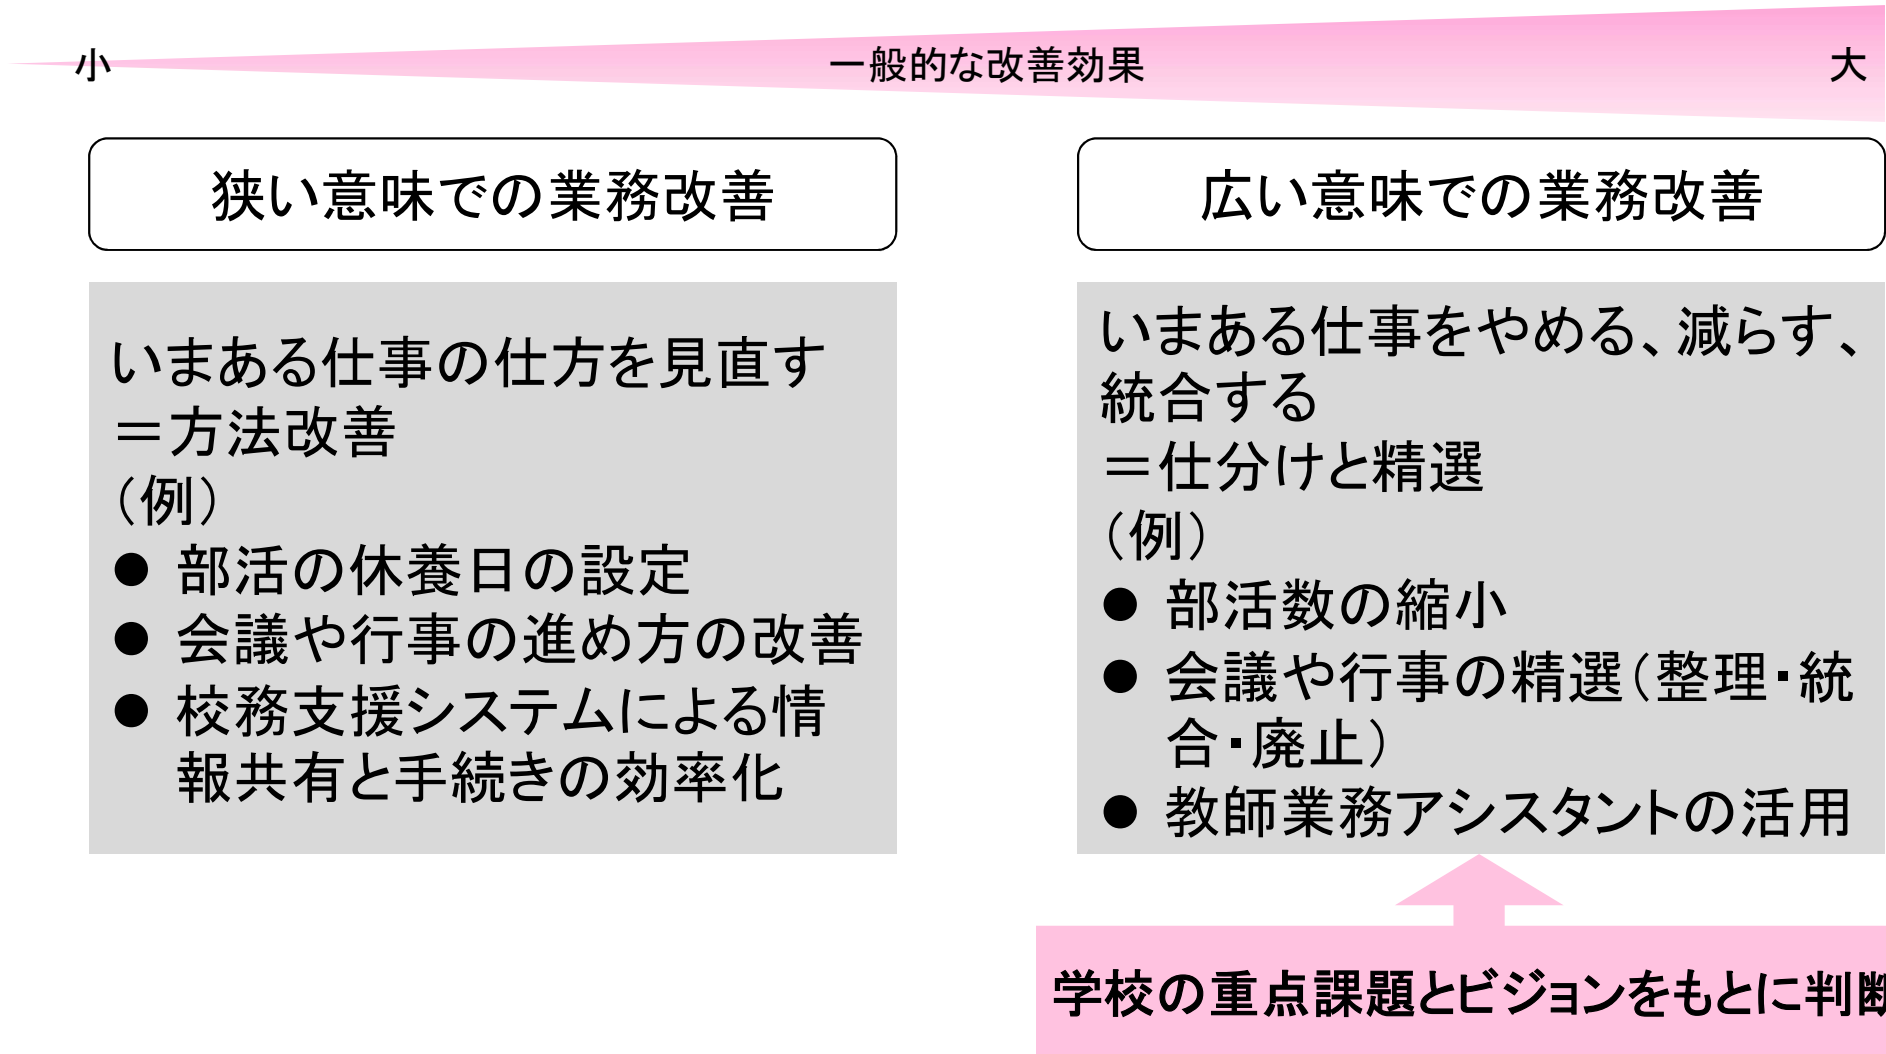 小 一般的な改善効果 大
狭い意味での業務改善
いまある仕事の仕方を見直す
＝方法改善
（例）
● 部活の休養日の設定
● 会議や行事の進め方の改善
● 校務支援システムによる情
報共有と手続きの効率化
広い意味での業務改善
いまある仕事をやめる、減らす、
統合する
＝仕分けと精選
（例）
● 部活数の縮小
● 会議や行事の精選（整理・統
合・廃止）
● 教師業務アシスタントの活用
学校の重点課題とビジョンをもとに判断